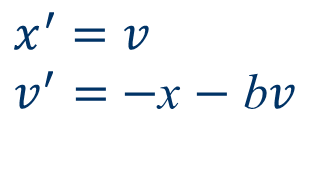 x′ = v
v′ = −x − bv